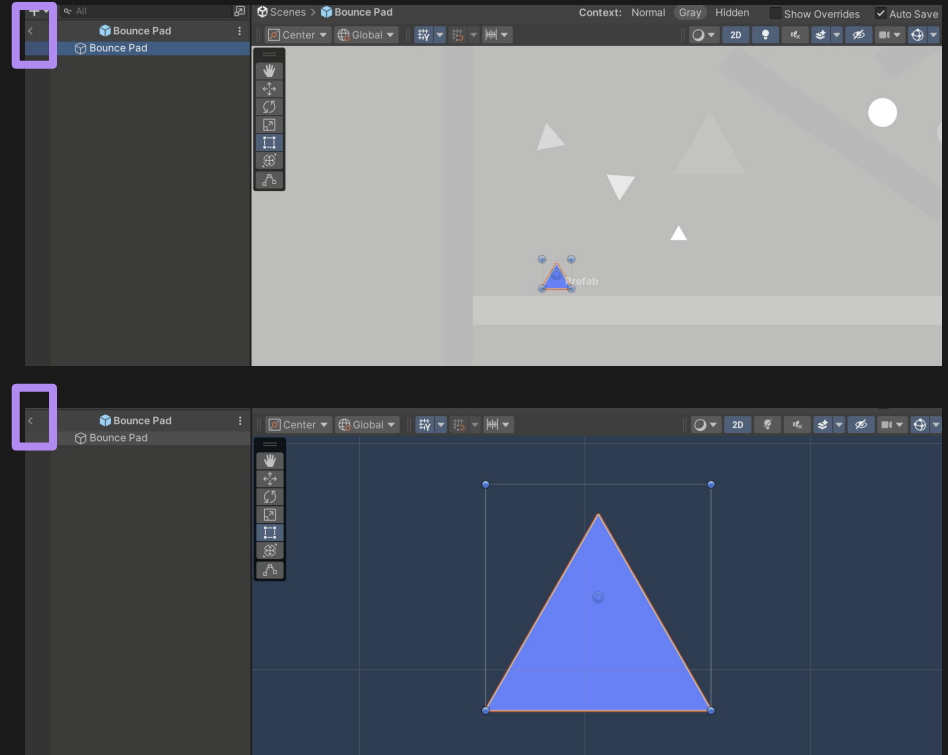 All
Scenes > Bounce Pad
Context: Normal Gray Hidden Show Overrides Auto Save
< Bounce Pad
Center Global 2D
Bounce Pad
Prefab
< Bounce Pad
Center Global 2D
Bounce Pad